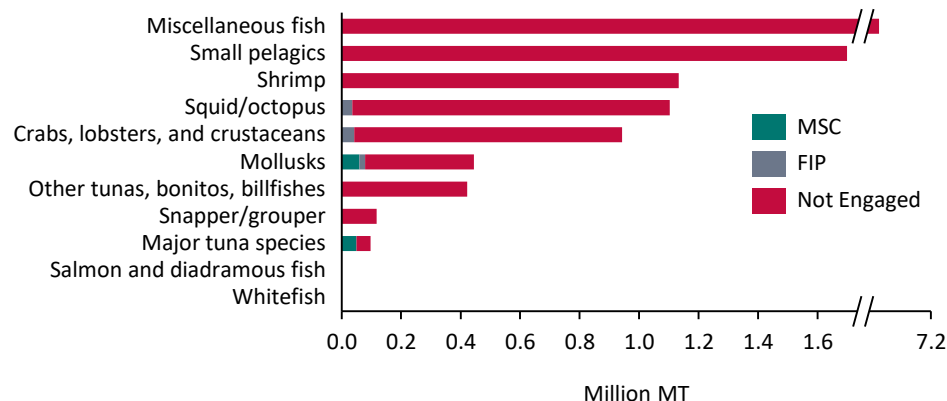 Miscellaneous fish
Small pelagics
Shrimp
Squid/octopus
Crabs, lobsters, and crustaceans
Mollusks
Other tunas, bonitos, billfishes
Snapper/grouper
Major tuna species
Salmon and diadramous fish
Whitefish
MSC
FIP
Not Engaged
0.0 0.2 0.4 0.6 0.8 1.0 1.2 1.4 1.6 7.2
Million MT